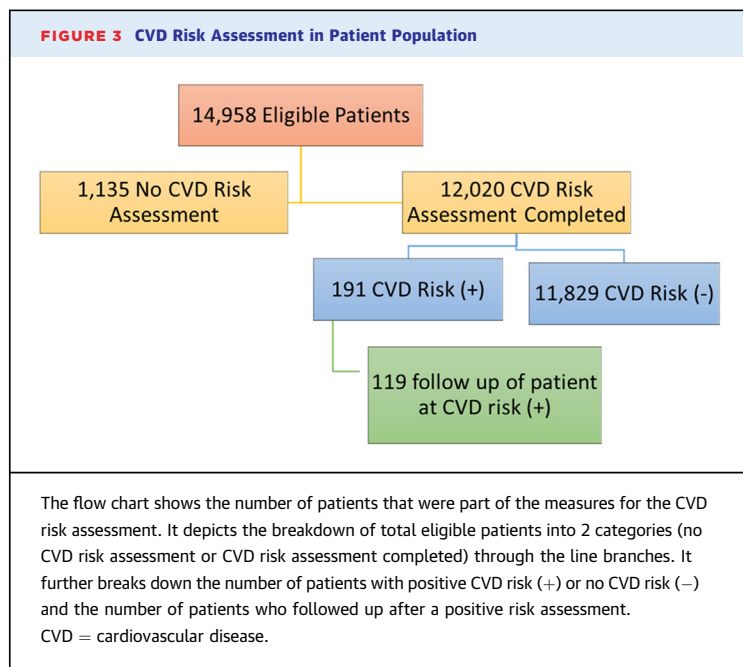 FIGURE 3 CVD Risk Assessment in Patient Population
14,958 Eligible Patients
1,135 No CVD Risk
Assessment
12,020 CVD Risk
Assessment Completed
191 CVD Risk (+)
11,829 CVD Risk (-)
119 follow up of patient
at CVD risk (+)
The flow chart shows the number of patients that were part of the measures for the CVD
risk assessment. It depicts the breakdown of total eligible patients into 2 categories (no
CVD risk assessment or CVD risk assessment completed) through the line branches. It
further breaks down the number of patients with positive CVD risk (+) or no CVD risk (−)
and the number of patients who followed up after a positive risk assessment.
CVD = cardiovascular disease.